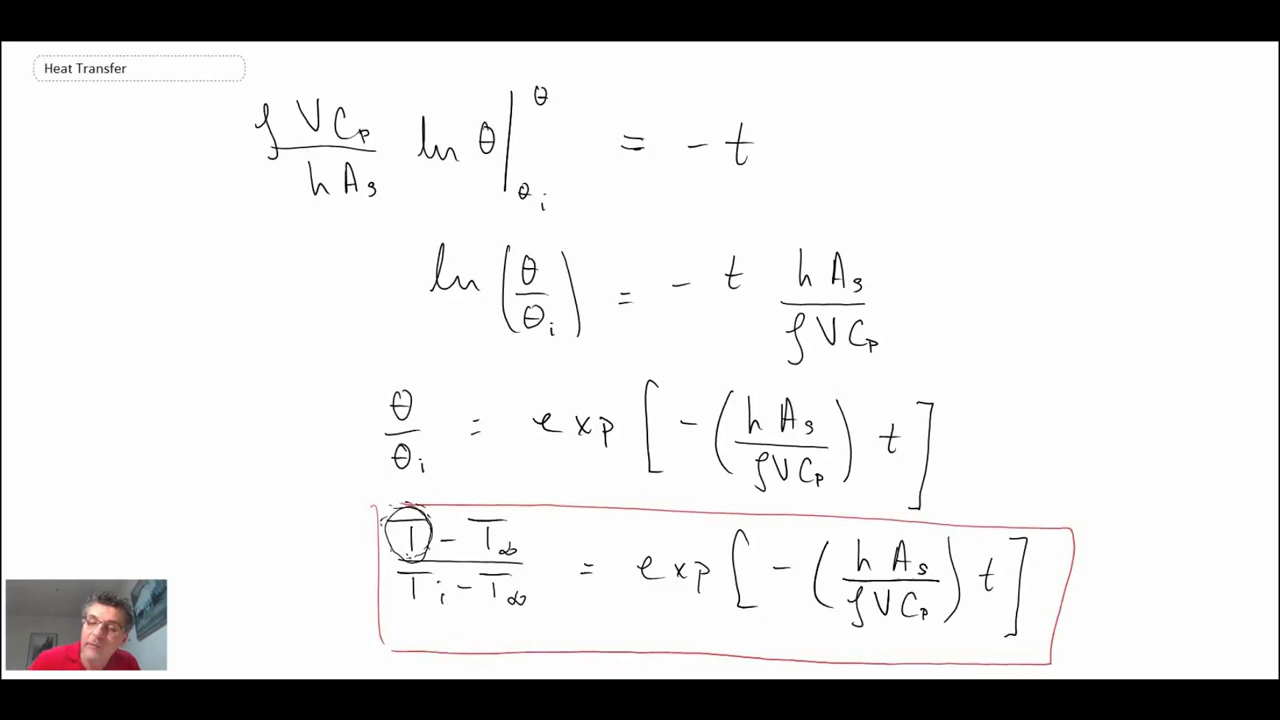 Heat Transfer
ρVCp/hAs ln θ |θi^θ = - t
ln (θ/θi) = - t hAs/ρVCp
θ/θi = exp [ - (hAs/ρVCp) t ]
T - T∞/Ti - T∞ = exp [ - (hAs/ρVCp) t ]